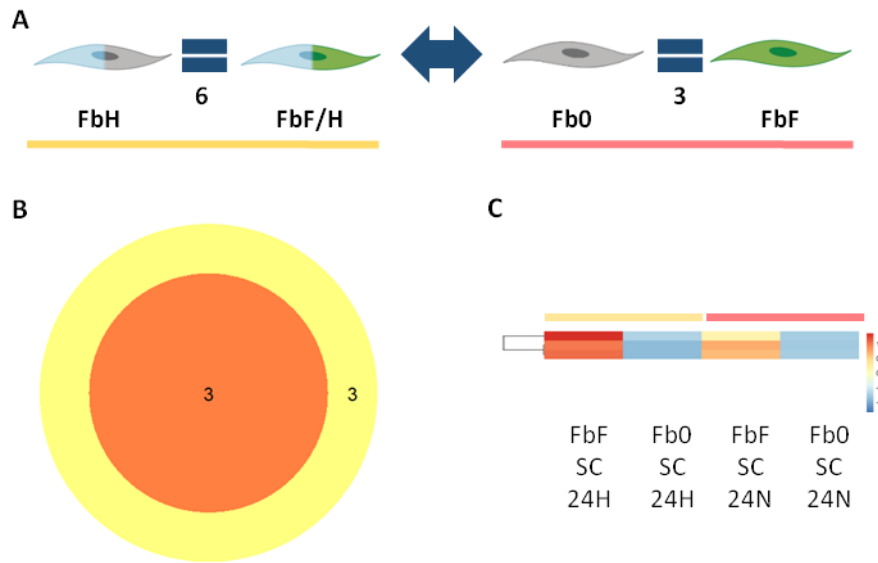 A
6
3
FbH
FbF/H
Fb0
FbF
B
C
3
3
FbF Fb0 FbF Fb0
SC SC SC SC
24H 24H 24N 24N